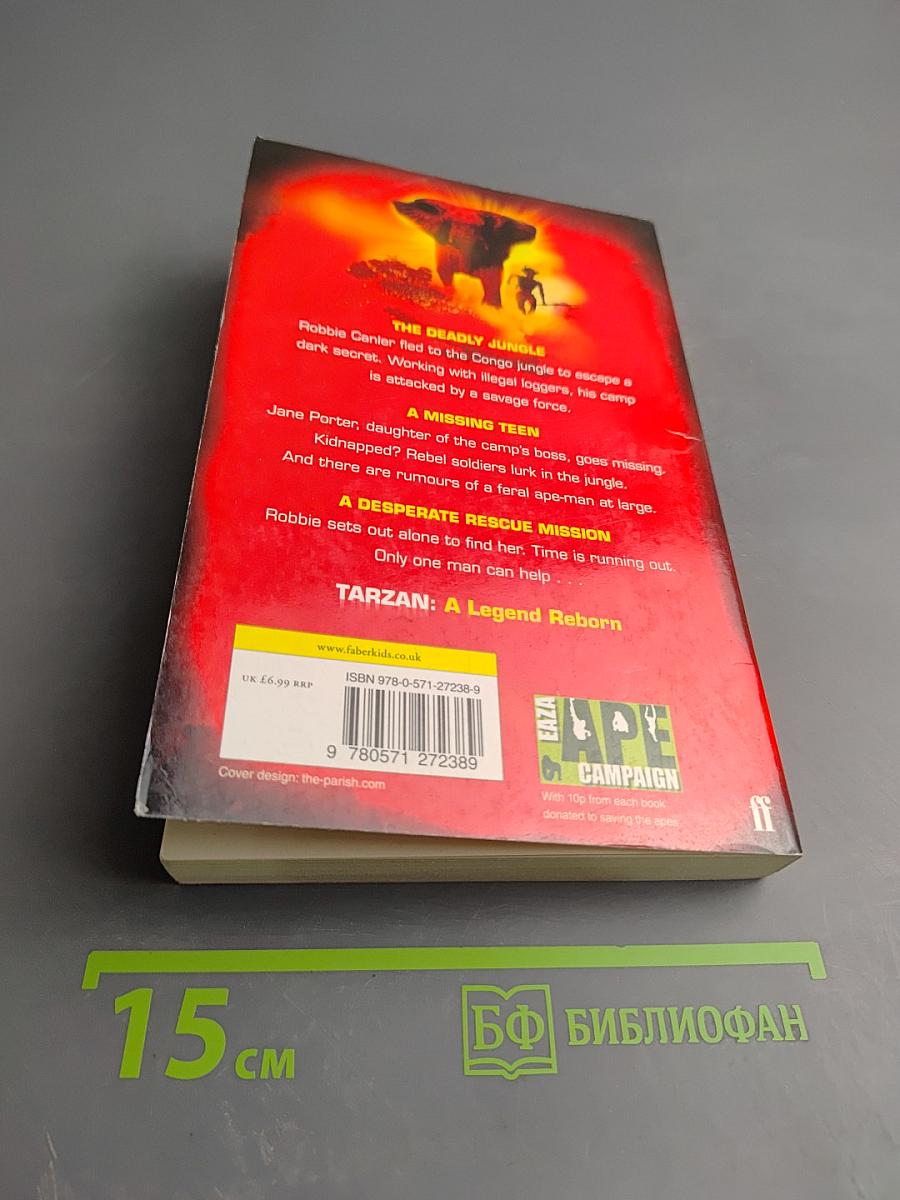 THE DEADLY JUNGLE
Robbie Canler fled to the Congo jungle to escape a
dark secret. Working with illegal loggers, his camp
is attacked by a savage force.
A MISSING TEEN
Jane Porter, daughter of the camp's boss, goes missing.
Kidnapped? Rebel soldiers lurk in the jungle.
And there are rumours of a feral ape-man at large.
A DESPERATE RESCUE MISSION
Robbie sets out alone to find her. Time is running out.
Only one man can help . . .
TARZAN: A Legend Reborn
www.faberkids.co.uk
UK £6.99 RRP
ISBN 978-0-571-27238-9
9 780571 272389
Cover design: the-parish.com
EAZA
APE
CAMPAIGN
With 10p from each book
donated to saving the apes
ff
15 см
БФ БИБЛИОФАН